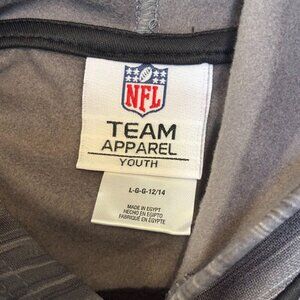 NFL
TEAM
APPAREL
YOUTH
L-G-G-12/14
MADE IN EGYPT
HECHO EN EGIPTO
FABRIQUÉ EN ÉGYPTE